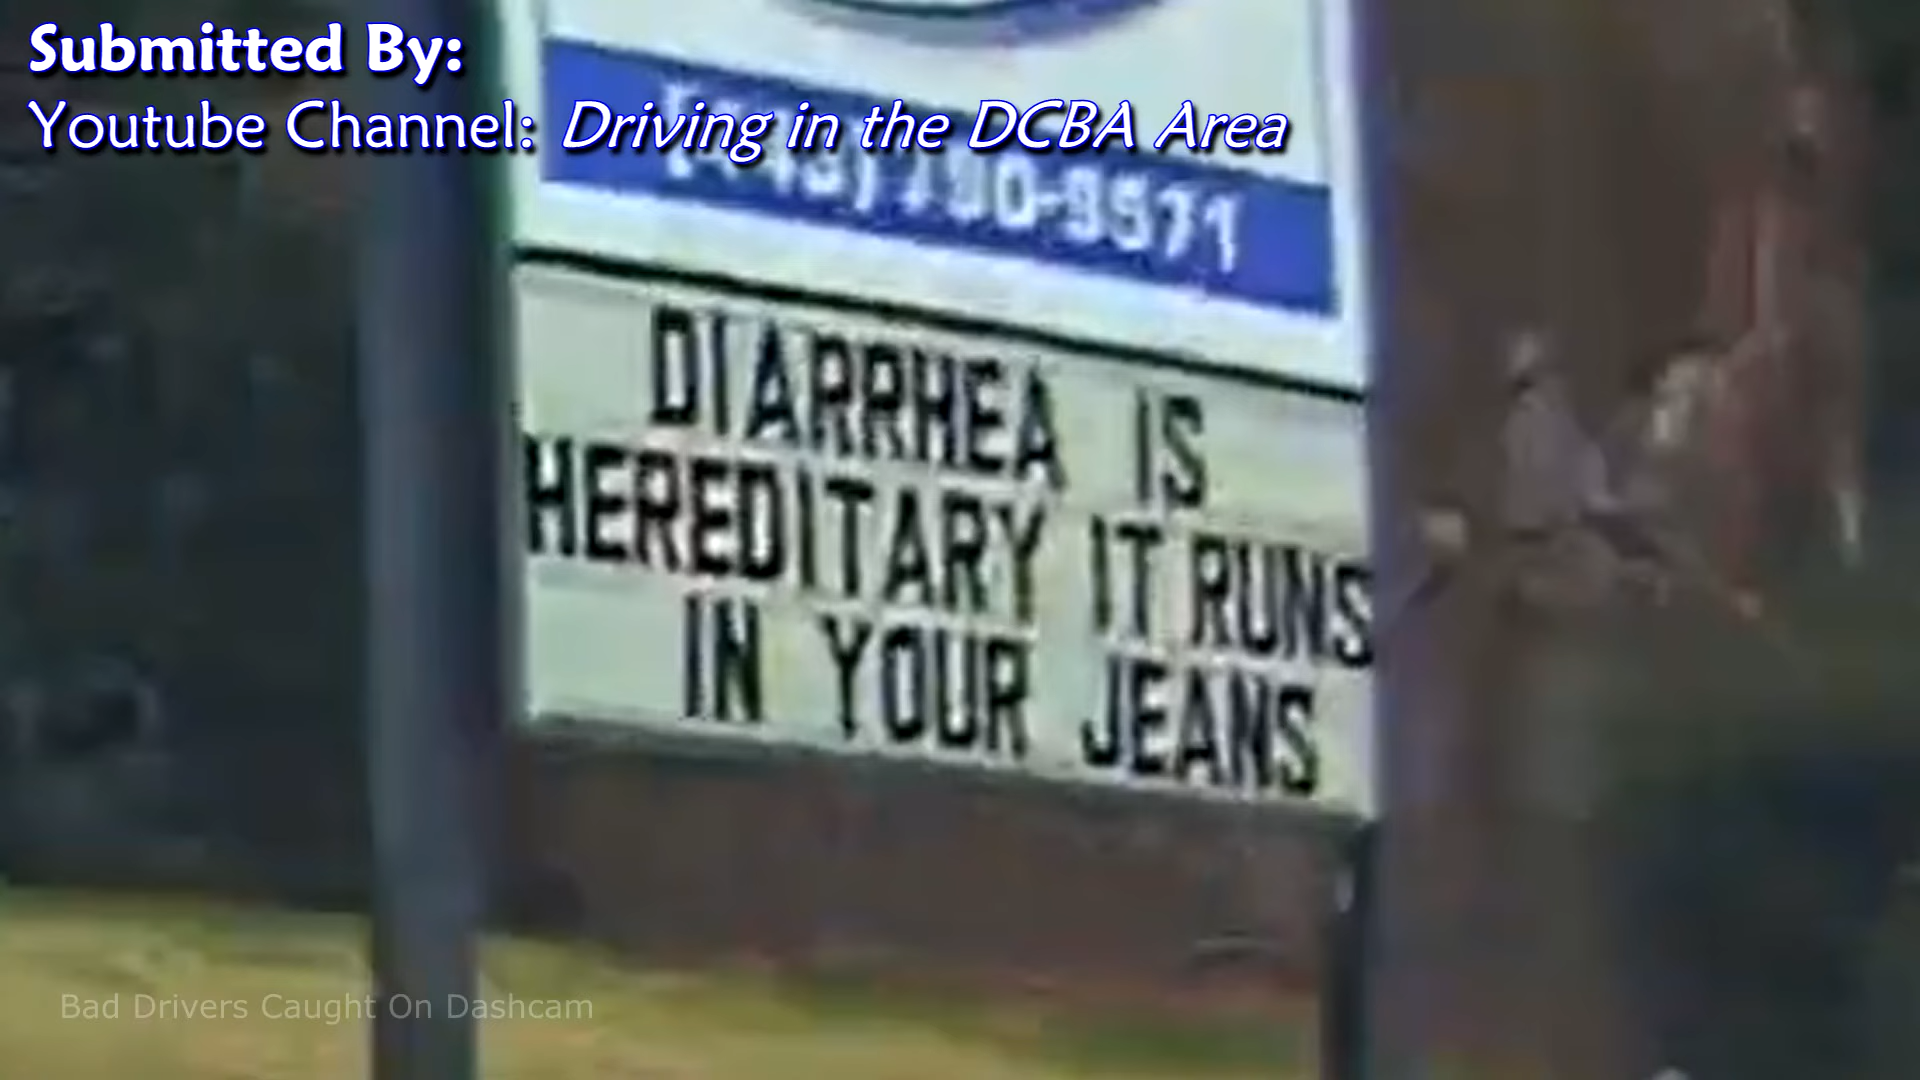 Submitted By:
Youtube Channel: Driving in the DCBA Area
DIARRHEA IS
HEREDITARY IT RUNS
IN YOUR JEANS
Bad Drivers Caught On Dashcam